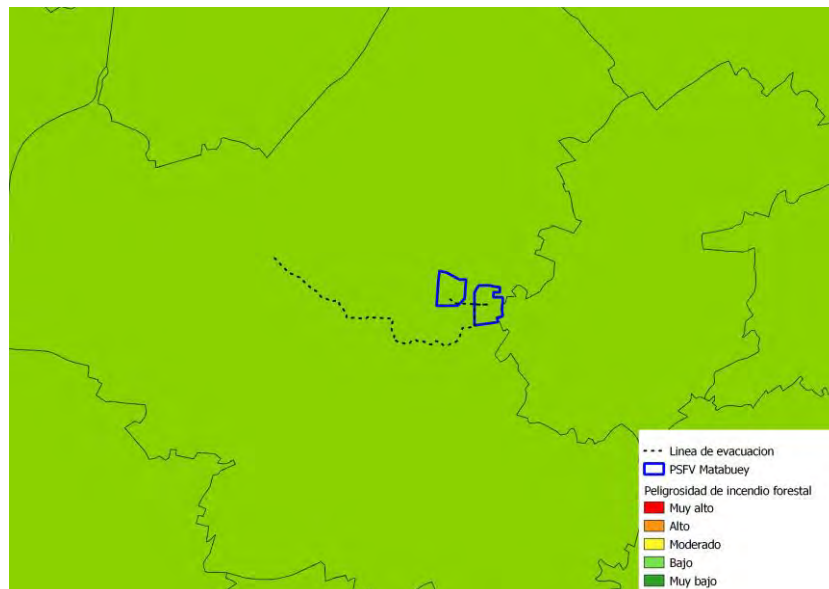 Linea de evacuacion
PSFV Matabuey
Peligrosidad de incendio forestal
Muy alto
Alto
Moderado
Bajo
Muy bajo